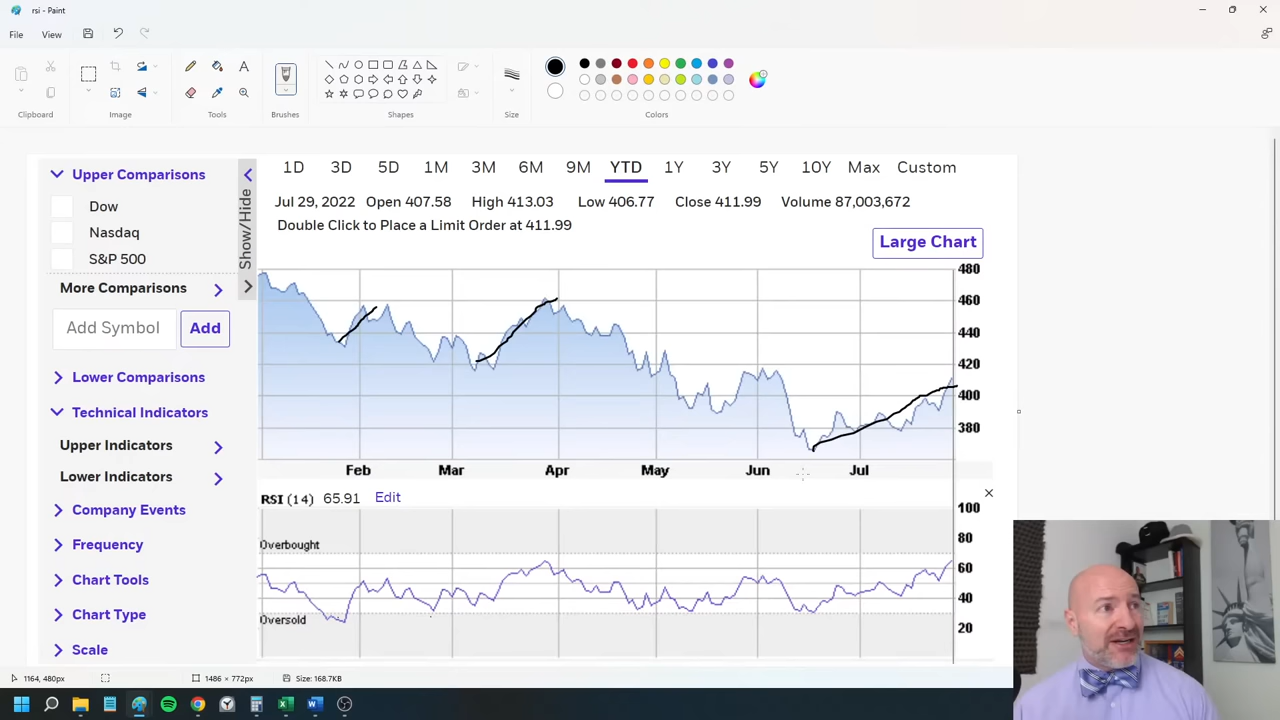 rsi - Paint
File View
Clipboard Image Tools Brushes Shapes Size Colors
Upper Comparisons
Dow
Nasdaq
S&P 500
More Comparisons
Add Symbol Add
Lower Comparisons
Technical Indicators
Upper Indicators
Lower Indicators
Company Events
Frequency
Chart Tools
Chart Type
Scale
Show/Hide
1D 3D 5D 1M 3M 6M 9M YTD 1Y 3Y 5Y 10Y Max Custom
Jul 29, 2022 Open 407.58 High 413.03 Low 406.77 Close 411.99 Volume 87,003,672
Double Click to Place a Limit Order at 411.99
Large Chart
480
460
440
420
400
380
Feb Mar Apr May Jun Jul
RSI (14) 65.91 Edit
100
Overbought 80
60
40
Oversold 20
1164, 480px 1486 × 772px Size: 168.7KB